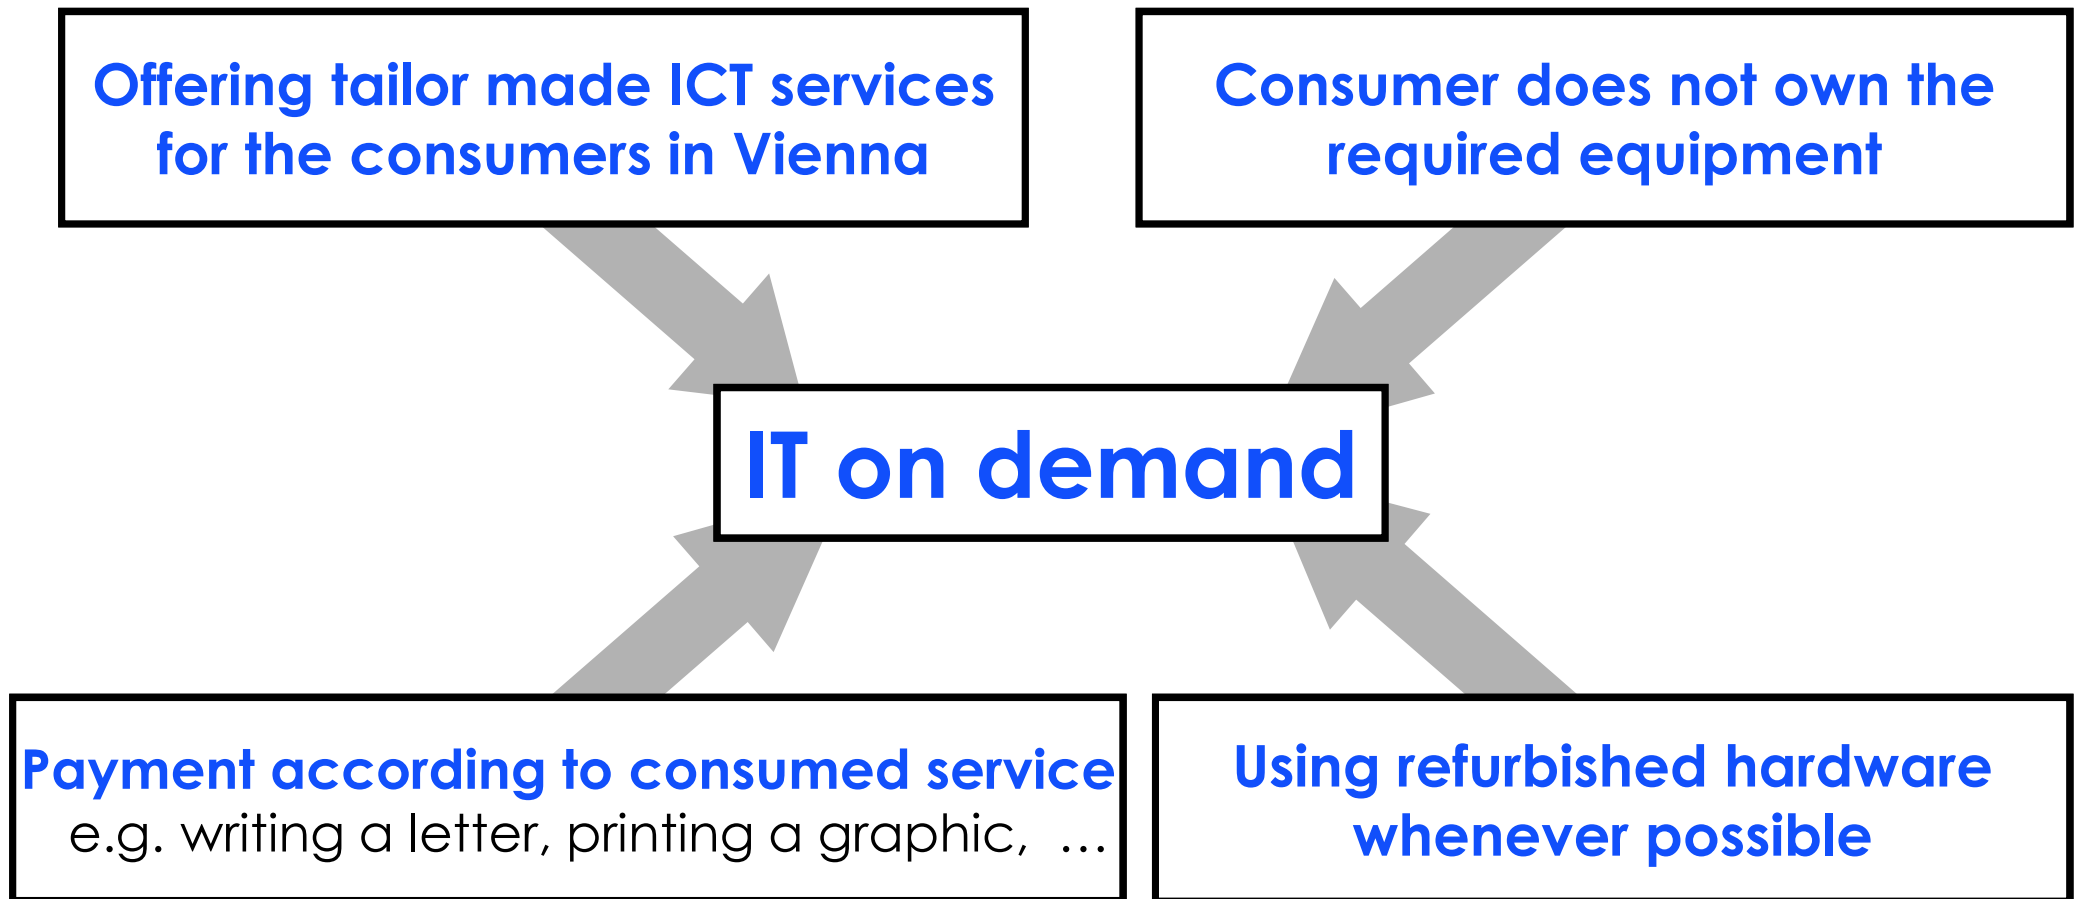 Offering tailor made ICT services
for the consumers in Vienna
Consumer does not own the
required equipment
IT on demand
Payment according to consumed service
e.g. writing a letter, printing a graphic, …
Using refurbished hardware
whenever possible